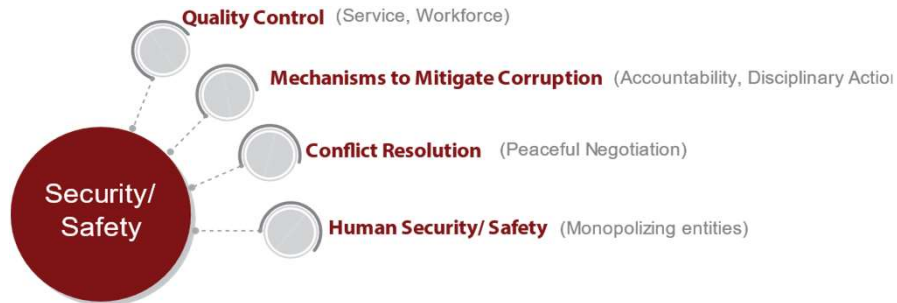 Quality Control (Service, Workforce)
Mechanisms to Mitigate Corruption (Accountability, Disciplinary Actio
Conflict Resolution (Peaceful Negotiation)
Security/
Safety
Human Security/ Safety (Monopolizing entities)